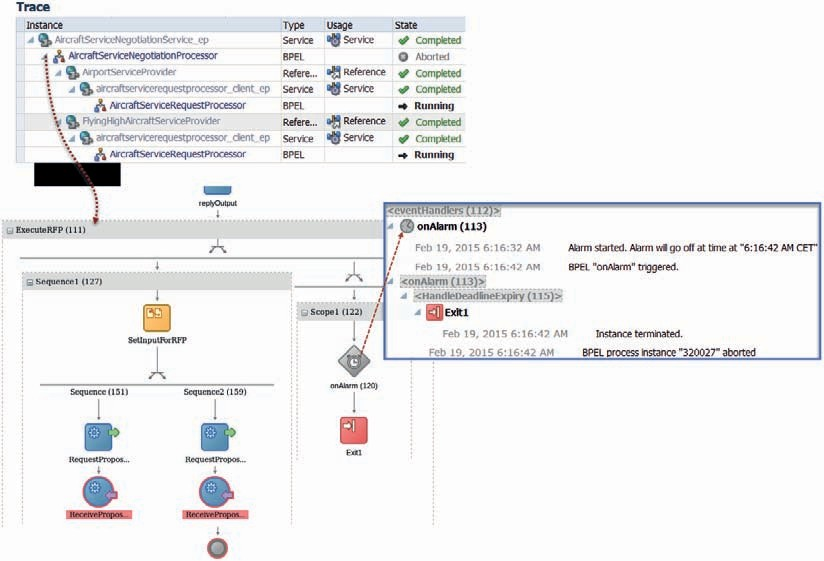 Trace
Instance Type Usage State
AircraftServiceNegotiationService_ep Service Service Completed
AircraftServiceNegotiationProcessor BPEL Aborted
AirportServiceProvider Refere... Reference Completed
aircraftservicerequestprocessor_client_ep Service Service Completed
AircraftServiceRequestProcessor BPEL Running
FlyingHighAircraftServiceProvider Refere... Reference Completed
aircraftservicerequestprocessor_client_ep Service Service Completed
AircraftServiceRequestProcessor BPEL Running
replyOutput
ExecuteRFP (111)
Sequence1 (127)
SetInputForRFP
Sequence (151) Sequence2 (159)
RequestPropos... RequestPropos...
ReceivePropos... ReceivePropos...
Scope1 (122)
onAlarm (120)
Exit1
<eventHandlers (112)>
onAlarm (113)
Feb 19, 2015 6:16:32 AM Alarm started. Alarm will go off at time at "6:16:42 AM CET"
Feb 19, 2015 6:16:42 AM BPEL "onAlarm" triggered.
<onAlarm (113)>
<HandleDeadlineExpiry (115)>
Exit1
Feb 19, 2015 6:16:42 AM Instance terminated.
Feb 19, 2015 6:16:42 AM BPEL process instance "320027" aborted